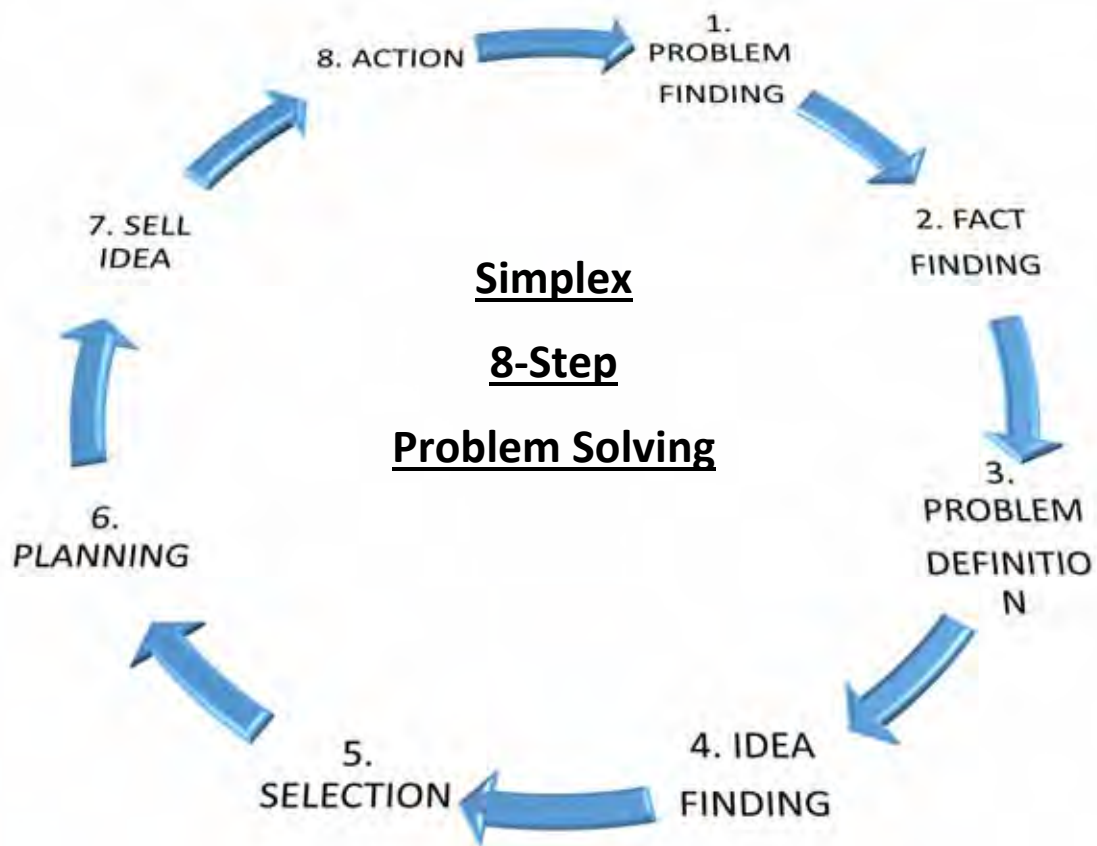 1.
PROBLEM
FINDING
2. FACT
FINDING
3.
PROBLEM
DEFINITIO
N
4. IDEA
FINDING
5.
SELECTION
6.
PLANNING
7. SELL
IDEA
8. ACTION
Simplex
8-Step
Problem Solving